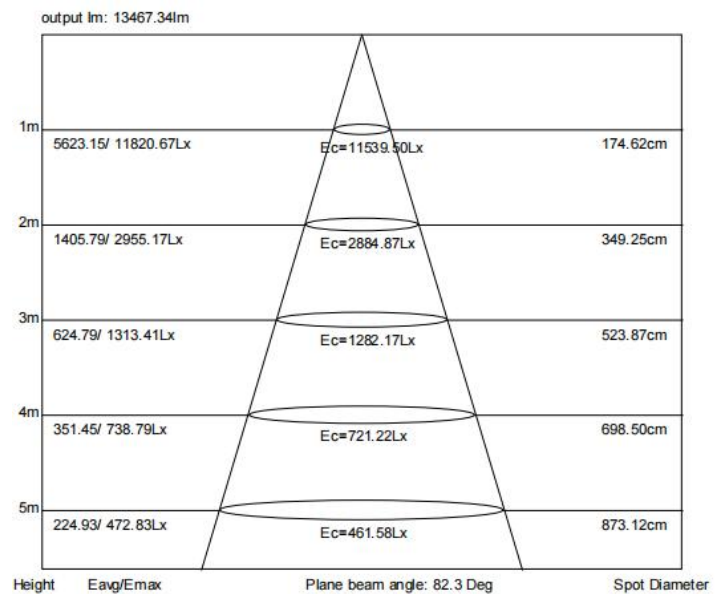 output lm: 13467.34lm
1m
5623.15/ 11820.67Lx
Ec=11539.50Lx
174.62cm
2m
1405.79/ 2955.17Lx
Ec=2884.87Lx
349.25cm
3m
624.79/ 1313.41Lx
Ec=1282.17Lx
523.87cm
4m
351.45/ 738.79Lx
Ec=721.22Lx
698.50cm
5m
224.93/ 472.83Lx
Ec=461.58Lx
873.12cm
Height Eavg/Emax Plane beam angle: 82.3 Deg Spot Diameter